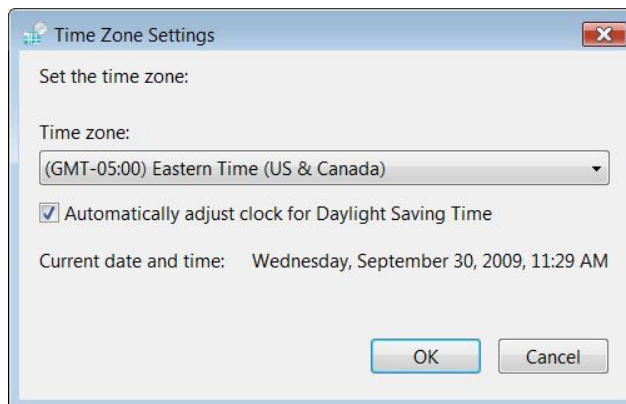 Time Zone Settings
Set the time zone:
Time zone:
(GMT-05:00) Eastern Time (US & Canada)
Automatically adjust clock for Daylight Saving Time
Current date and time: Wednesday, September 30, 2009, 11:29 AM
OK Cancel